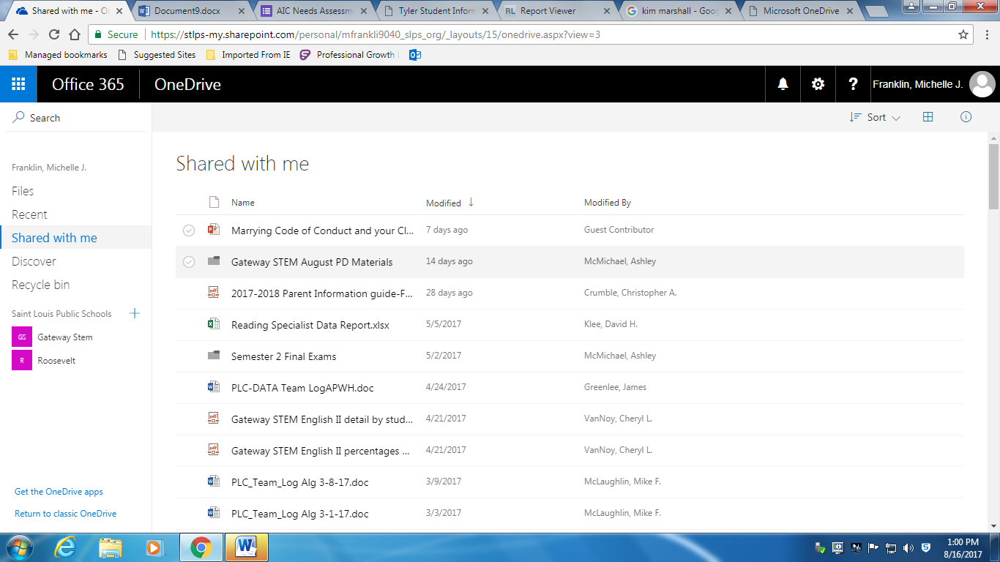 Shared with me - O
Document9.docx
AIC Needs Assessm
Tyler Student Inform
RL Report Viewer
kim marshall - Goog
Microsoft OneDrive
Secure https://stlps-my.sharepoint.com/personal/mfrankli9040_slps_org/_layouts/15/onedrive.aspx?view=3
Managed bookmarks Suggested Sites Imported From IE Professional Growth
Office 365 OneDrive ? Franklin, Michelle J.
Search Sort
Shared with me
Franklin, Michelle J.
Files
Recent
Shared with me
Discover
Recycle bin
Saint Louis Public Schools +
GS Gateway Stem
R Roosevelt
Get the OneDrive apps
Return to classic OneDrive
Name Modified ↓ Modified By
Marrying Code of Conduct and your Cl... 7 days ago Guest Contributor
Gateway STEM August PD Materials 14 days ago McMichael, Ashley
2017-2018 Parent Information guide-F... 28 days ago Crumble, Christopher A.
Reading Specialist Data Report.xlsx 5/5/2017 Klee, David H.
Semester 2 Final Exams 5/2/2017 McMichael, Ashley
PLC-DATA Team LogAPWH.doc 4/24/2017 Greenlee, James
Gateway STEM English II detail by stud... 4/21/2017 VanNoy, Cheryl L.
Gateway STEM English II percentages ... 4/21/2017 VanNoy, Cheryl L.
PLC_Team_Log Alg 3-8-17.doc 3/9/2017 McLaughlin, Mike F.
PLC_Team_Log Alg 3-1-17.doc 3/3/2017 McLaughlin, Mike F.
1:00 PM
8/16/2017